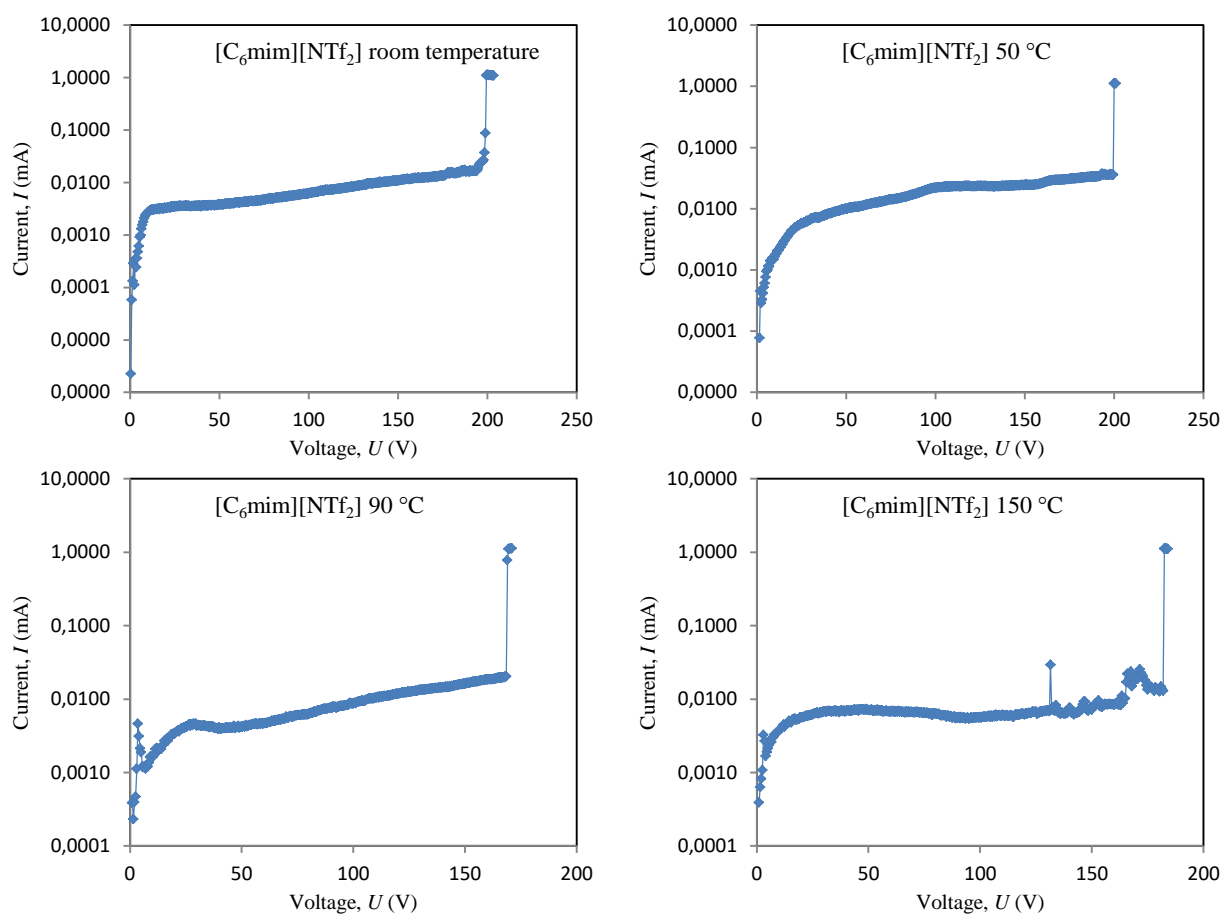 [C₆mim][NTf₂] room temperature
10,0000
1,0000
0,1000
0,0100
0,0010
0,0001
0,0000
0,0000
Current, I (mA)
0 50 100 150 200 250
Voltage, U (V)
[C₆mim][NTf₂] 50 °C
10,0000
1,0000
0,1000
0,0100
0,0010
0,0001
0,0000
Current, I (mA)
0 50 100 150 200 250
Voltage, U (V)
[C₆mim][NTf₂] 90 °C
10,0000
1,0000
0,1000
0,0100
0,0010
0,0001
Current, I (mA)
0 50 100 150 200
Voltage, U (V)
[C₆mim][NTf₂] 150 °C
10,0000
1,0000
0,1000
0,0100
0,0010
0,0001
Current, I (mA)
0 50 100 150 200
Voltage, U (V)